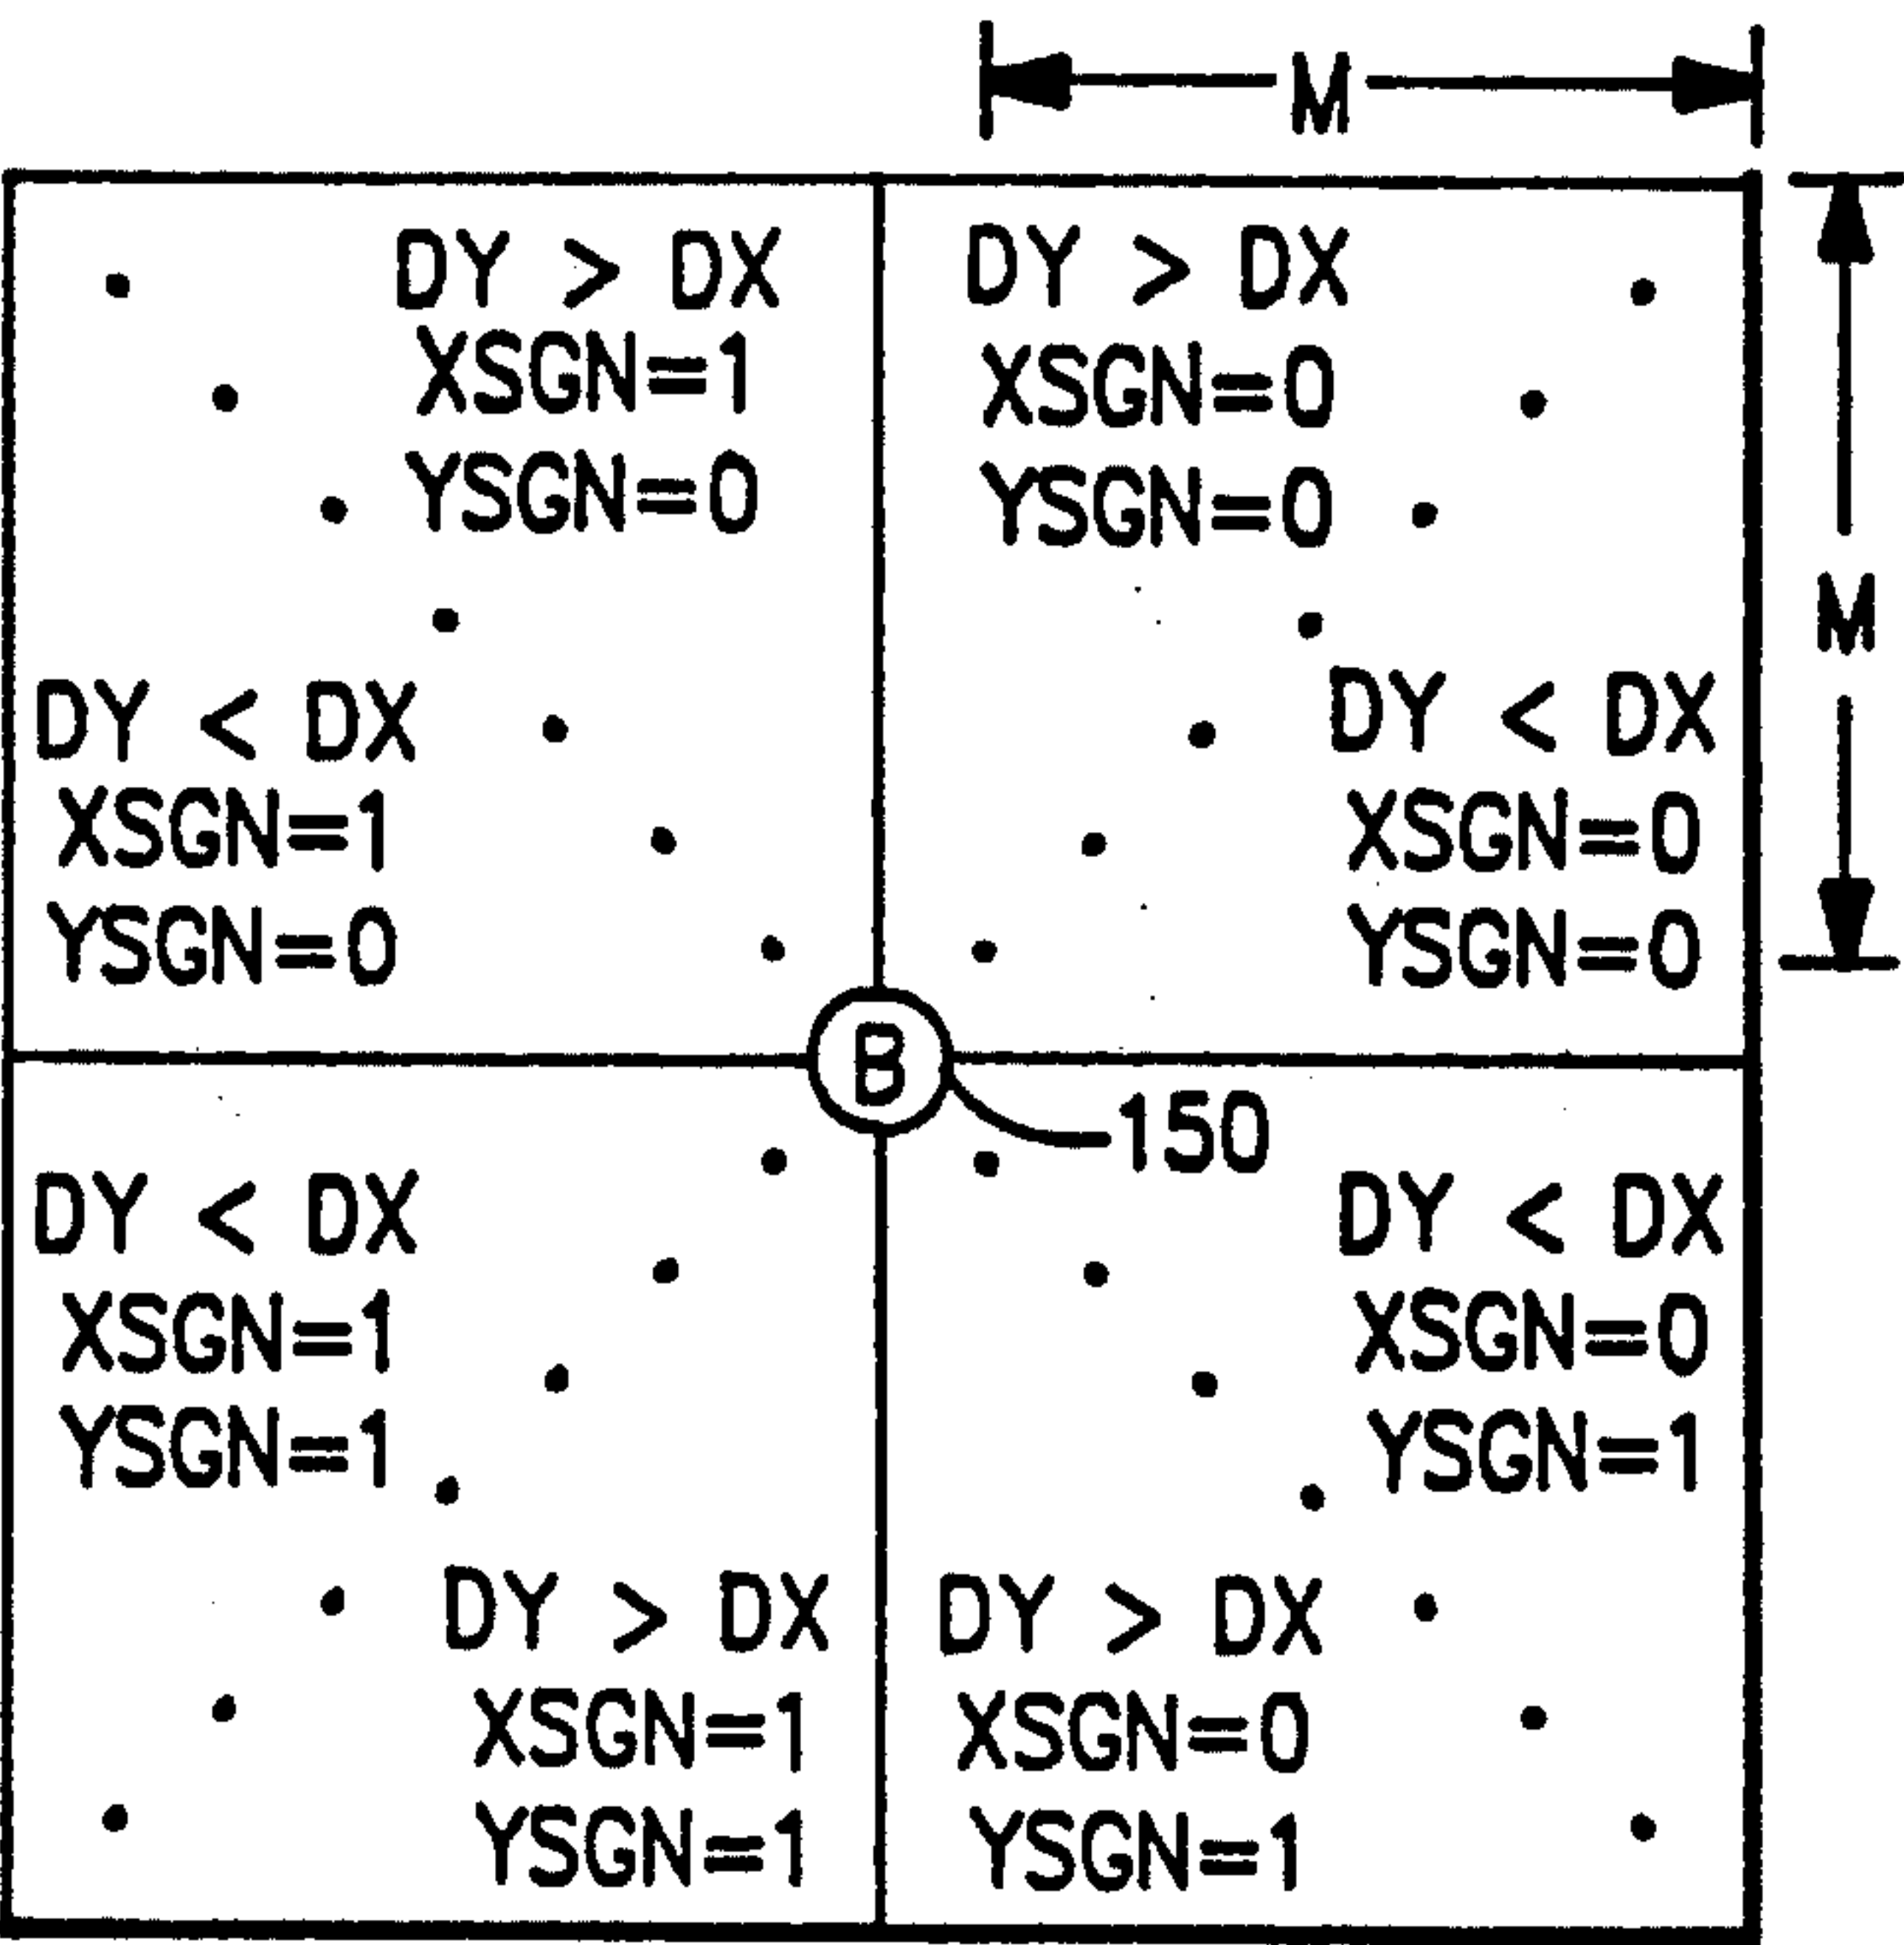 M
DY > DX
XSGN=1
YSGN=0
DY > DX
XSGN=0
YSGN=0
M
DY < DX
XSGN=1
YSGN=0
DY < DX
XSGN=0
YSGN=0
B
150
DY < DX
XSGN=1
YSGN=1
DY < DX
XSGN=0
YSGN=1
DY > DX
XSGN=1
YSGN=1
DY > DX
XSGN=0
YSGN=1